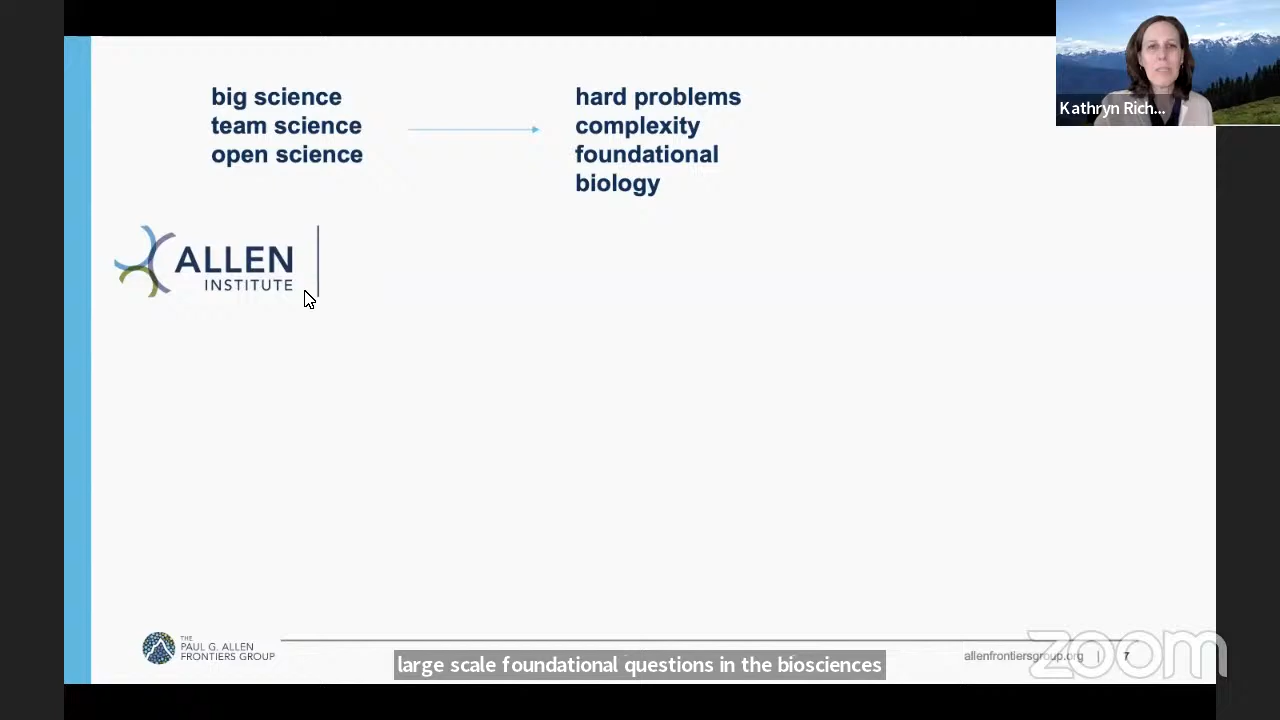 big science
team science
open science
hard problems
complexity
foundational
biology
Kathryn Rich...
ALLEN
INSTITUTE
THE
PAUL G. ALLEN
FRONTIERS GROUP
large scale foundational questions in the biosciences
allenfrontiersgroup.org | 7
zoom